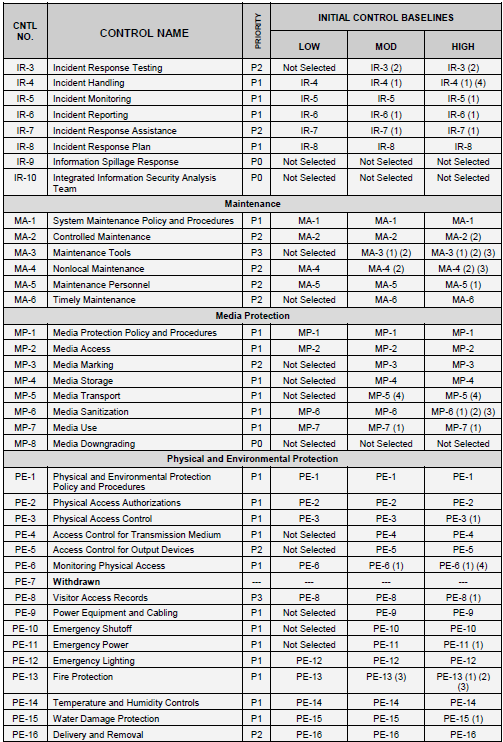 CNTL NO. CONTROL NAME PRIORITY INITIAL CONTROL BASELINES
LOW MOD HIGH
IR-3 Incident Response Testing P2 Not Selected IR-3 (2) IR-3 (2)
IR-4 Incident Handling P1 IR-4 IR-4 (1) IR-4 (1) (4)
IR-5 Incident Monitoring P1 IR-5 IR-5 IR-5 (1)
IR-6 Incident Reporting P1 IR-6 IR-6 (1) IR-6 (1)
IR-7 Incident Response Assistance P2 IR-7 IR-7 (1) IR-7 (1)
IR-8 Incident Response Plan P1 IR-8 IR-8 IR-8
IR-9 Information Spillage Response P0 Not Selected Not Selected Not Selected
IR-10 Integrated Information Security Analysis Team P0 Not Selected Not Selected Not Selected
Maintenance
MA-1 System Maintenance Policy and Procedures P1 MA-1 MA-1 MA-1
MA-2 Controlled Maintenance P2 MA-2 MA-2 MA-2 (2)
MA-3 Maintenance Tools P3 Not Selected MA-3 (1) (2) MA-3 (1) (2) (3)
MA-4 Nonlocal Maintenance P2 MA-4 MA-4 (2) MA-4 (2) (3)
MA-5 Maintenance Personnel P2 MA-5 MA-5 MA-5 (1)
MA-6 Timely Maintenance P2 Not Selected MA-6 MA-6
Media Protection
MP-1 Media Protection Policy and Procedures P1 MP-1 MP-1 MP-1
MP-2 Media Access P1 MP-2 MP-2 MP-2
MP-3 Media Marking P2 Not Selected MP-3 MP-3
MP-4 Media Storage P1 Not Selected MP-4 MP-4
MP-5 Media Transport P1 Not Selected MP-5 (4) MP-5 (4)
MP-6 Media Sanitization P1 MP-6 MP-6 MP-6 (1) (2) (3)
MP-7 Media Use P1 MP-7 MP-7 (1) MP-7 (1)
MP-8 Media Downgrading P0 Not Selected Not Selected Not Selected
Physical and Environmental Protection
PE-1 Physical and Environmental Protection Policy and Procedures P1 PE-1 PE-1 PE-1
PE-2 Physical Access Authorizations P1 PE-2 PE-2 PE-2
PE-3 Physical Access Control P1 PE-3 PE-3 PE-3 (1)
PE-4 Access Control for Transmission Medium P1 Not Selected PE-4 PE-4
PE-5 Access Control for Output Devices P2 Not Selected PE-5 PE-5
PE-6 Monitoring Physical Access P1 PE-6 PE-6 (1) PE-6 (1) (4)
PE-7 Withdrawn --- --- --- ---
PE-8 Visitor Access Records P3 PE-8 PE-8 PE-8 (1)
PE-9 Power Equipment and Cabling P1 Not Selected PE-9 PE-9
PE-10 Emergency Shutoff P1 Not Selected PE-10 PE-10
PE-11 Emergency Power P1 Not Selected PE-11 PE-11 (1)
PE-12 Emergency Lighting P1 PE-12 PE-12 PE-12
PE-13 Fire Protection P1 PE-13 PE-13 (3) PE-13 (1) (2) (3)
PE-14 Temperature and Humidity Controls P1 PE-14 PE-14 PE-14
PE-15 Water Damage Protection P1 PE-15 PE-15 PE-15 (1)
PE-16 Delivery and Removal P2 PE-16 PE-16 PE-16